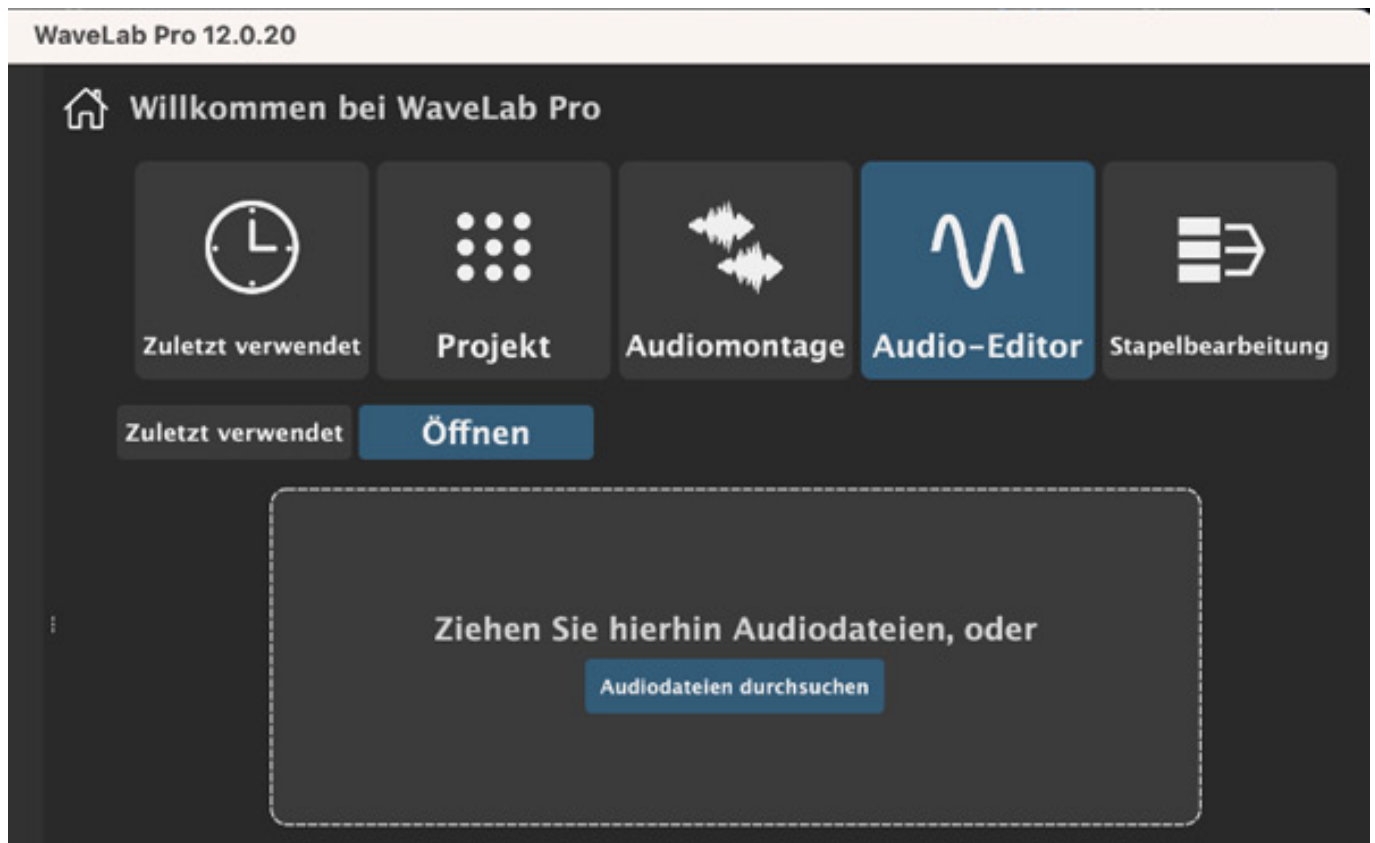 WaveLab Pro 12.0.20
Willkommen bei WaveLab Pro
Zuletzt verwendet
Projekt
Audiomontage
Audio-Editor
Stapelbearbeitung
Zuletzt verwendet
Öffnen
Ziehen Sie hierhin Audiodateien, oder
Audiodateien durchsuchen